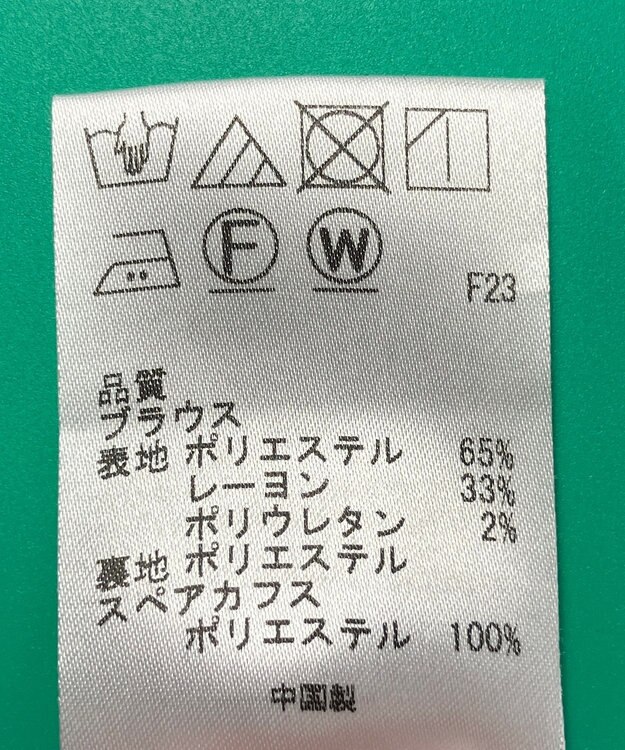 F W
F23
品質
ブラウス
表地 ポリエステル 65%
レーヨン 33%
ポリウレタン 2%
裏地 ポリエステル
スペアカフス
ポリエステル 100%
中国製